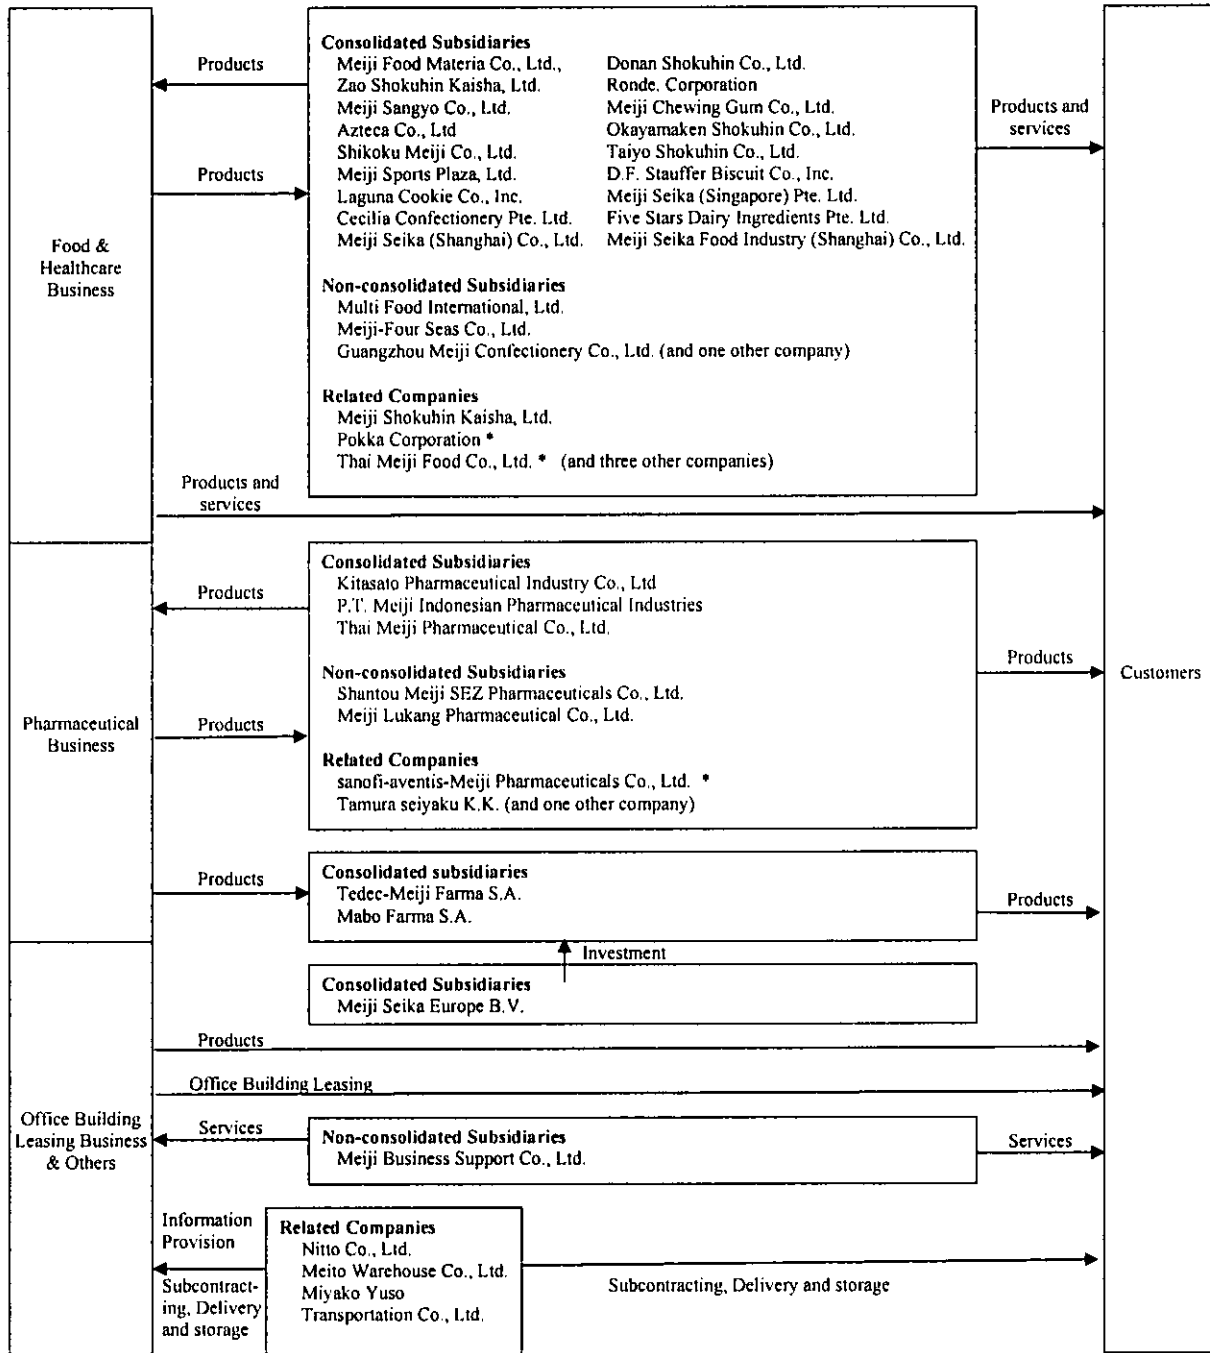 Food &
Healthcare
Business
Products
Products
Consolidated Subsidiaries
Meiji Food Materia Co., Ltd.,
Zao Shokuhin Kaisha, Ltd.
Meiji Sangyo Co., Ltd.
Azteca Co., Ltd
Shikoku Meiji Co., Ltd.
Meiji Sports Plaza, Ltd.
Laguna Cookie Co., Inc.
Cecilia Confectionery Pte. Ltd.
Meiji Seika (Shanghai) Co., Ltd.
Donan Shokuhin Co., Ltd.
Ronde. Corporation
Meiji Chewing Gum Co., Ltd.
Okayamaken Shokuhin Co., Ltd.
Taiyo Shokuhin Co., Ltd.
D.F. Stauffer Biscuit Co., Inc.
Meiji Seika (Singapore) Pte. Ltd.
Five Stars Dairy Ingredients Pte. Ltd.
Meiji Seika Food Industry (Shanghai) Co., Ltd.
Non-consolidated Subsidiaries
Multi Food International, Ltd.
Meiji-Four Seas Co., Ltd.
Guangzhou Meiji Confectionery Co., Ltd. (and one other company)
Related Companies
Meiji Shokuhin Kaisha, Ltd.
Pokka Corporation *
Thai Meiji Food Co., Ltd. * (and three other companies)
Products and
services
Products and
services
Customers
Pharmaceutical
Business
Products
Products
Consolidated Subsidiaries
Kitasato Pharmaceutical Industry Co., Ltd
P.T. Meiji Indonesian Pharmaceutical Industries
Thai Meiji Pharmaceutical Co., Ltd.
Non-consolidated Subsidiaries
Shantou Meiji SEZ Pharmaceuticals Co., Ltd.
Meiji Lukang Pharmaceutical Co., Ltd.
Related Companies
sanofi-aventis-Meiji Pharmaceuticals Co., Ltd. *
Tamura seiyaku K.K. (and one other company)
Products
Products
Consolidated subsidiaries
Tedec-Meiji Farma S.A.
Mabo Farma S.A.
Products
Investment
Consolidated Subsidiaries
Meiji Seika Europe B.V.
Products
Office Building Leasing
Office Building
Leasing Business
& Others
Services
Non-consolidated Subsidiaries
Meiji Business Support Co., Ltd.
Services
Information
Provision
Subcontract-
ing, Delivery
and storage
Related Companies
Nitto Co., Ltd.
Meito Warehouse Co., Ltd.
Miyako Yuso
Transportation Co., Ltd.
Subcontracting, Delivery and storage